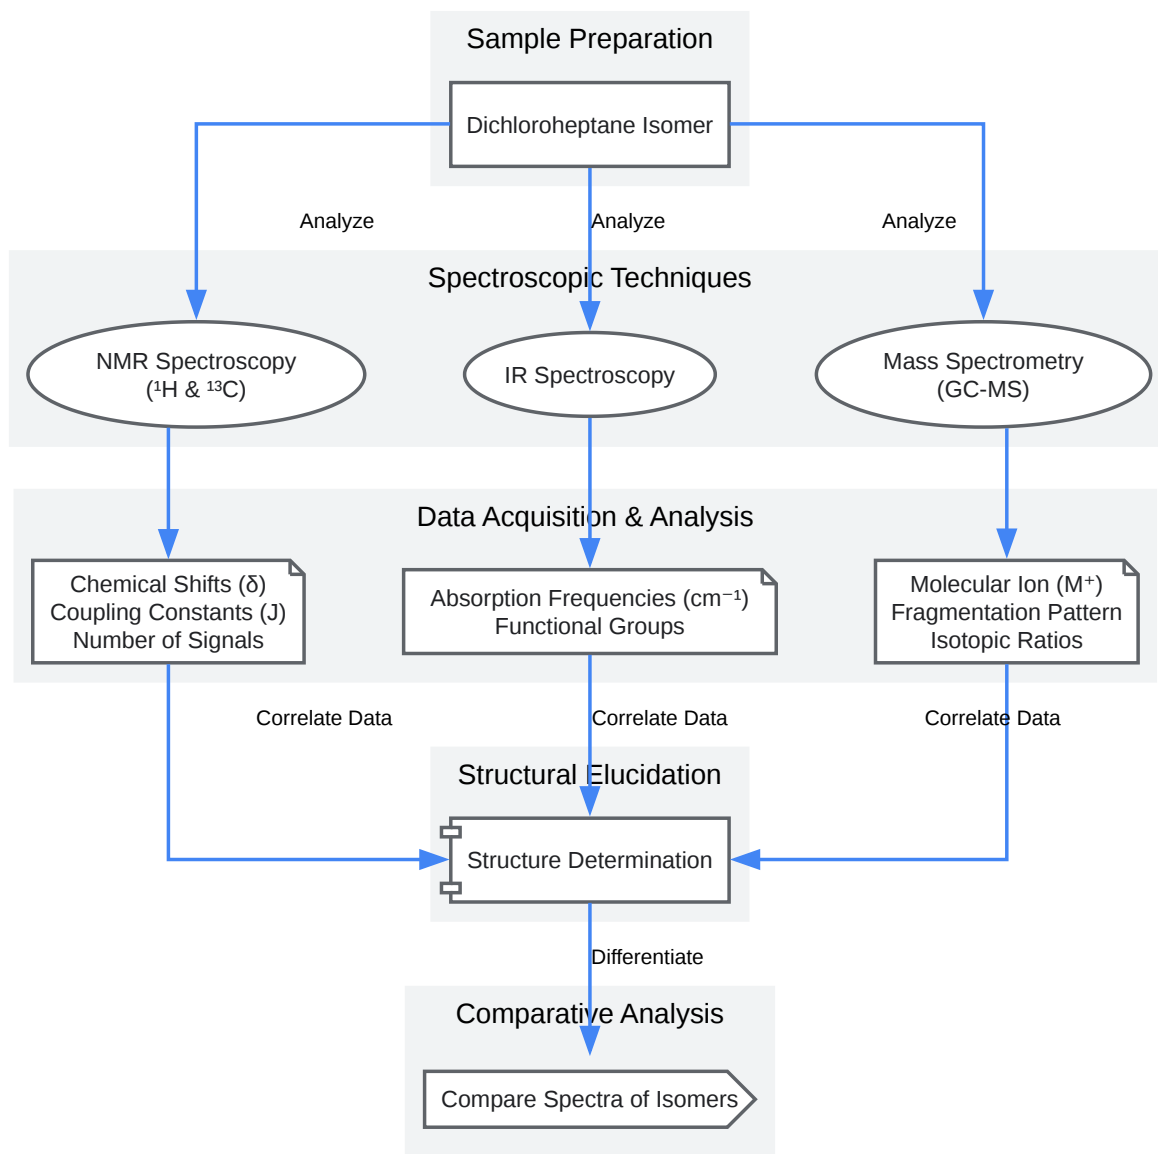 Sample Preparation
Dichloroheptane Isomer
Analyze
Analyze
Analyze
Spectroscopic Techniques
NMR Spectroscopy
(¹H & ¹³C)
IR Spectroscopy
Mass Spectrometry
(GC-MS)
Data Acquisition & Analysis
Chemical Shifts (δ)
Coupling Constants (J)
Number of Signals
Absorption Frequencies (cm⁻¹)
Functional Groups
Molecular Ion (M⁺)
Fragmentation Pattern
Isotopic Ratios
Correlate Data
Correlate Data
Correlate Data
Structural Elucidation
Structure Determination
Differentiate
Comparative Analysis
Compare Spectra of Isomers